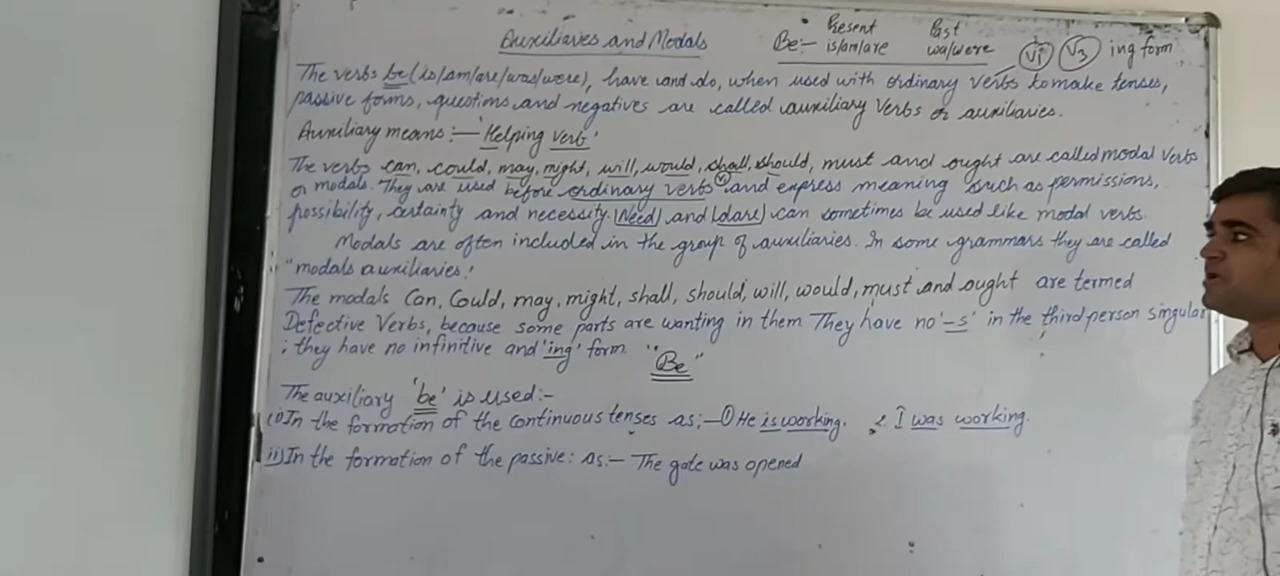 Auxiliaries and Modals Be:- Present is/am/are Past was/were V1 V3 ing form
The verbs be (is/am/are/was/were), have and do, when used with ordinary verbs to make tenses,
passive forms, questions and negatives are called auxiliary Verbs or auxiliaries.
Auxiliary means:— 'Helping verb'
The verbs can, could, may, might, will, would, shall, should, must and ought are called modal Verbs
or modals. They are used before ordinary verbs V1 and express meaning such as permissions,
possibility, certainty and necessity. (Need) and (dare) can sometimes be used like modal verbs.
Modals are often included in the group of auxiliaries. In some grammars they are called
"modals auxiliaries."
The modals Can, Could, may, might, shall, should, will, would, must and ought are termed
Defective Verbs, because some parts are wanting in them They have no '-s' in the third person singular
; they have no infinitive and 'ing' form
"Be"
The auxiliary 'be' is used:-
(i) In the formation of the continuous tenses as:— ① He is working. 2 I was working.
ii) In the formation of the passive: as:— The gate was opened